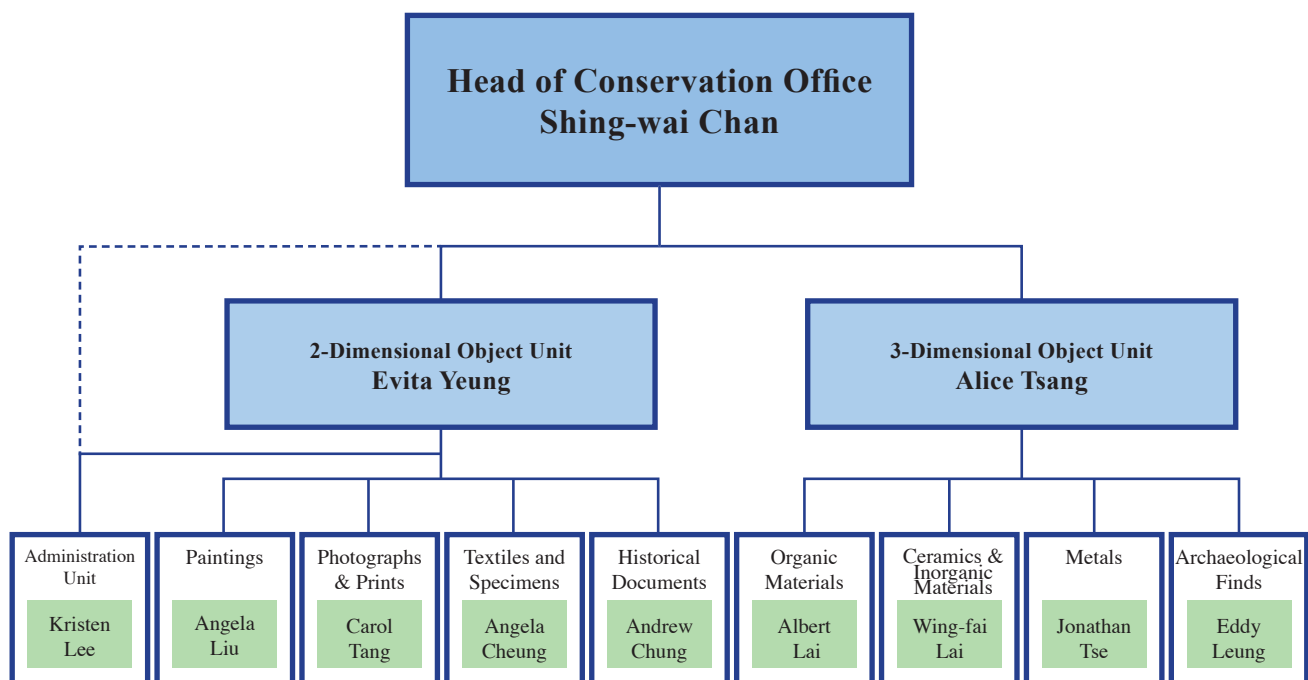 Head of Conservation Office
Shing-wai Chan
2-Dimensional Object Unit
Evita Yeung
3-Dimensional Object Unit
Alice Tsang
Administration
Unit
Kristen
Lee
Paintings
Angela
Liu
Photographs
& Prints
Carol
Tang
Textiles and
Specimens
Angela
Cheung
Historical
Documents
Andrew
Chung
Organic
Materials
Albert
Lai
Ceramics &
Inorganic
Materials
Wing-fai
Lai
Metals
Jonathan
Tse
Archaeological
Finds
Eddy
Leung